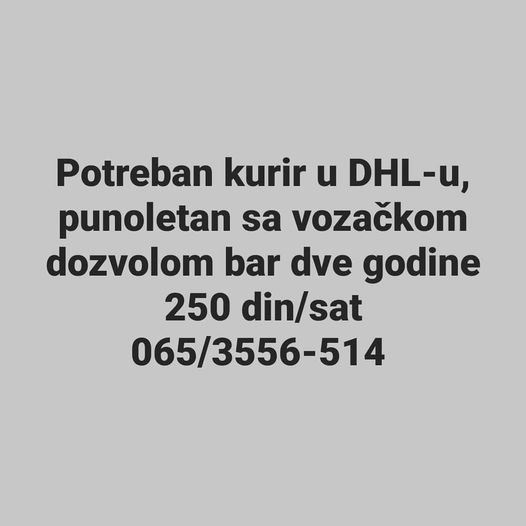 Potreban kurir u DHL-u,
punoletan sa vozačkom
dozvolom bar dve godine
250 din/sat
065/3556-514